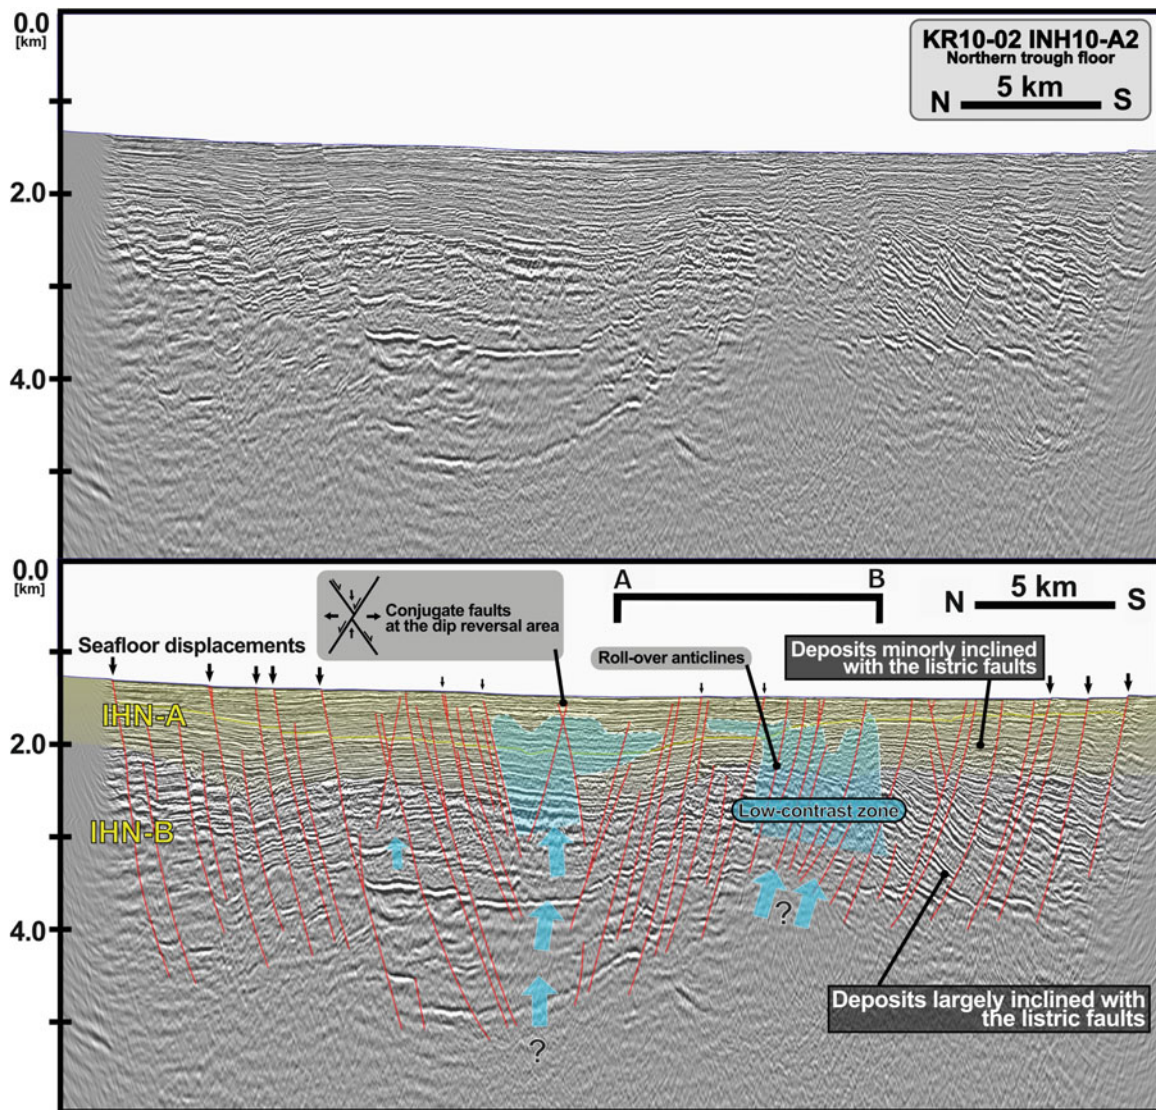 0.0
[km]
KR10-02 INH10-A2
Northern trough floor
5 km
N S
2.0
4.0
0.0
[km]
A B
5 km
N S
Conjugate faults
at the dip reversal area
Seafloor displacements
Roll-over anticlines
Deposits minorly inclined
with the listric faults
IHN-A
2.0
Low-contrast zone
IHN-B
?
4.0
Deposits largely inclined with
the listric faults
?